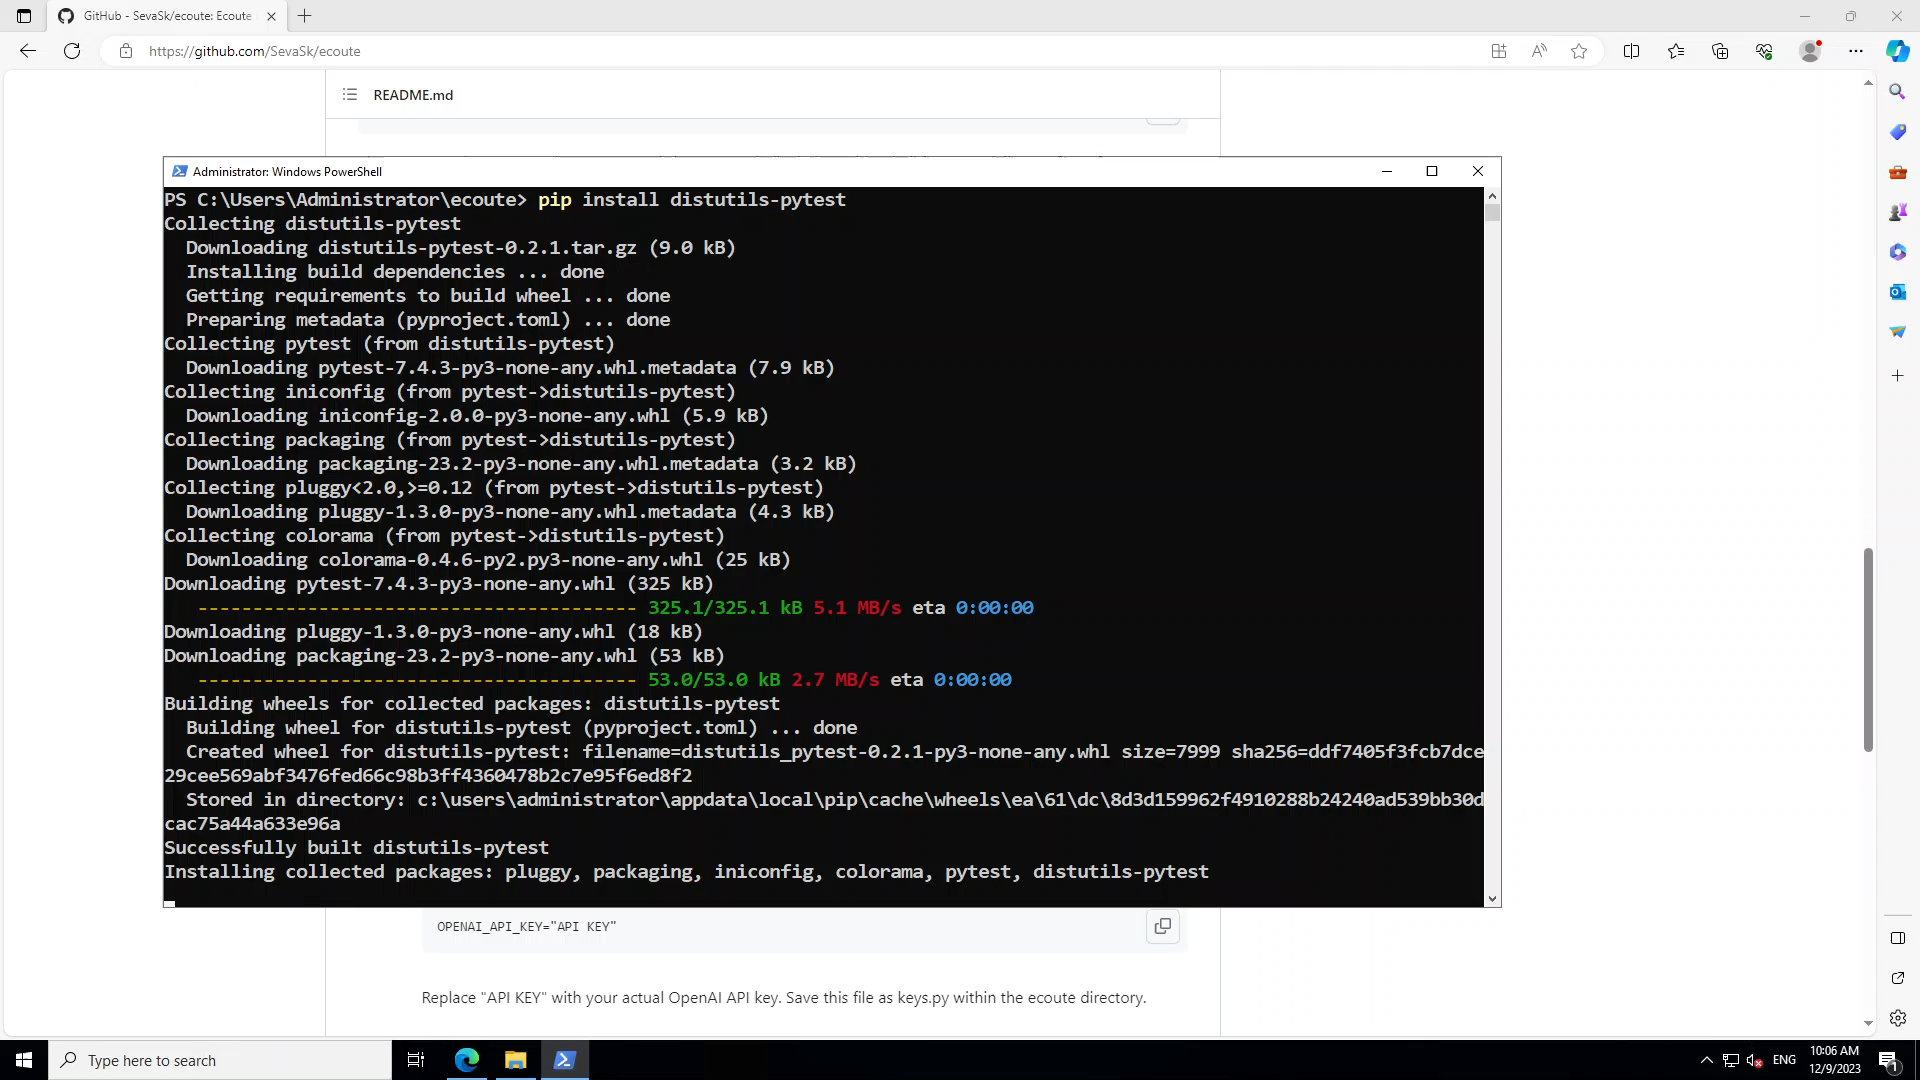 GitHub - SevaSk/ecoute: Ecoute
https://github.com/SevaSk/ecoute
README.md
Administrator: Windows PowerShell
PS C:\Users\Administrator\ecoute> pip install distutils-pytest
Collecting distutils-pytest
Downloading distutils-pytest-0.2.1.tar.gz (9.0 kB)
Installing build dependencies ... done
Getting requirements to build wheel ... done
Preparing metadata (pyproject.toml) ... done
Collecting pytest (from distutils-pytest)
Downloading pytest-7.4.3-py3-none-any.whl.metadata (7.9 kB)
Collecting iniconfig (from pytest->distutils-pytest)
Downloading iniconfig-2.0.0-py3-none-any.whl (5.9 kB)
Collecting packaging (from pytest->distutils-pytest)
Downloading packaging-23.2-py3-none-any.whl.metadata (3.2 kB)
Collecting pluggy<2.0,>=0.12 (from pytest->distutils-pytest)
Downloading pluggy-1.3.0-py3-none-any.whl.metadata (4.3 kB)
Collecting colorama (from pytest->distutils-pytest)
Downloading colorama-0.4.6-py2.py3-none-any.whl (25 kB)
Downloading pytest-7.4.3-py3-none-any.whl (325 kB)
---------------------------------------- 325.1/325.1 kB 5.1 MB/s eta 0:00:00
Downloading pluggy-1.3.0-py3-none-any.whl (18 kB)
Downloading packaging-23.2-py3-none-any.whl (53 kB)
---------------------------------------- 53.0/53.0 kB 2.7 MB/s eta 0:00:00
Building wheels for collected packages: distutils-pytest
Building wheel for distutils-pytest (pyproject.toml) ... done
Created wheel for distutils-pytest: filename=distutils_pytest-0.2.1-py3-none-any.whl size=7999 sha256=ddf7405f3fcb7dce
29cee569abf3476fed66c98b3ff4360478b2c7e95f6ed8f2
Stored in directory: c:\users\administrator\appdata\local\pip\cache\wheels\ea\61\dc\8d3d159962f4910288b24240ad539bb30d
cac75a44a633e96a
Successfully built distutils-pytest
Installing collected packages: pluggy, packaging, iniconfig, colorama, pytest, distutils-pytest
OPENAI_API_KEY="API KEY"
Replace "API KEY" with your actual OpenAI API key. Save this file as keys.py within the ecoute directory.
Type here to search
ENG
10:06 AM
12/9/2023
1